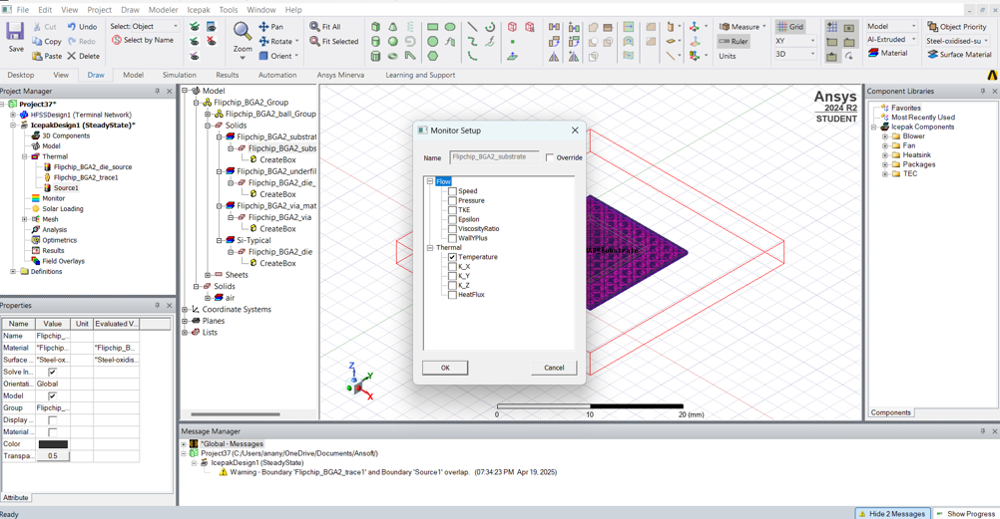 File Edit View Project Draw Modeler Icepak Tools Window Help
Save
Cut
Copy
Paste
Undo
Redo
Delete
Select: Object
Select by Name
Zoom
Pan
Rotate
Orient
Fit All
Fit Selected
Measure
Ruler
Units
Grid
XY
3D
Model
AI-Extruded
Material
Object Priority
Steel-oxidised-su
Surface Material
Desktop View Draw Model Simulation Results Automation Ansys Minerva Learning and Support
Project Manager
Project37*
HFSSDesign1 (Terminal Network)
IcepakDesign1 (SteadyState)*
3D Components
Model
Thermal
Flipchip_BGA2_die_source
Flipchip_BGA2_trace1
Source1
Monitor
Solar Loading
Mesh
Analysis
Optimetrics
Results
Field Overlays
Definitions
Properties
Name Value Unit Evaluated V...
Name Flipchip_...
Material "Flipchip... "Flipchip_B...
Surface ... "Steel-ox... "Steel-oxidis...
Solve In...
Orientati... Global
Model
Group Flipchip_...
Display ...
Material ...
Color
Transpa... 0.5
Attribute
Model
Flipchip_BGA2_Group
Flipchip_BGA2_ball_Group
Solids
Flipchip_BGA2_substrat
Flipchip_BGA2_subs
CreateBox
Flipchip_BGA2_underfil
Flipchip_BGA2_die_
CreateBox
Flipchip_BGA2_via_mat
Flipchip_BGA2_via
CreateBox
Si-Typical
Flipchip_BGA2_die
CreateBox
Sheets
Solids
air
Coordinate Systems
Planes
Lists
Ansys
2024 R2
STUDENT
Monitor Setup
Name Flipchip_BGA2_substrate Override
Flow
Speed
Pressure
TKE
Epsilon
ViscosityRatio
WallYPlus
Thermal
Temperature
K_X
K_Y
K_Z
HeatFlux
OK Cancel
Z
Y
X
0 10 20 (mm)
Component Libraries
Favorites
Most Recently Used
Icepak Components
Blower
Fan
Heatsink
Packages
TEC
Components
Message Manager
*Global - Messages
Project37 (C:/Users/anany/OneDrive/Documents/Ansoft/)
IcepakDesign1 (SteadyState)
Warning - Boundary 'Flipchip_BGA2_trace1' and Boundary 'Source1' overlap. (07:34:23 PM Apr 19, 2025)
Ready
Hide 2 Messages
Show Progress